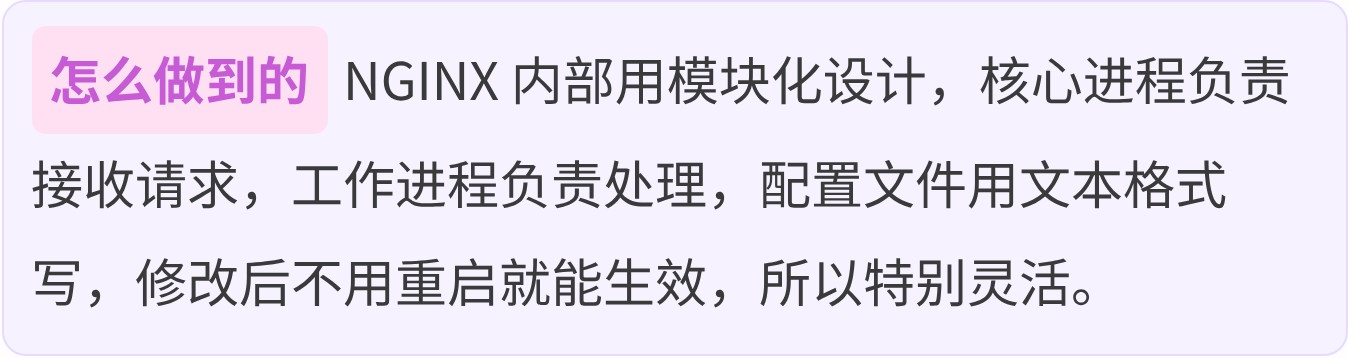 怎么做到的 NGINX 内部用模块化设计，核心进程负责
接收请求，工作进程负责处理，配置文件用文本格式
写，修改后不用重启就能生效，所以特别灵活。